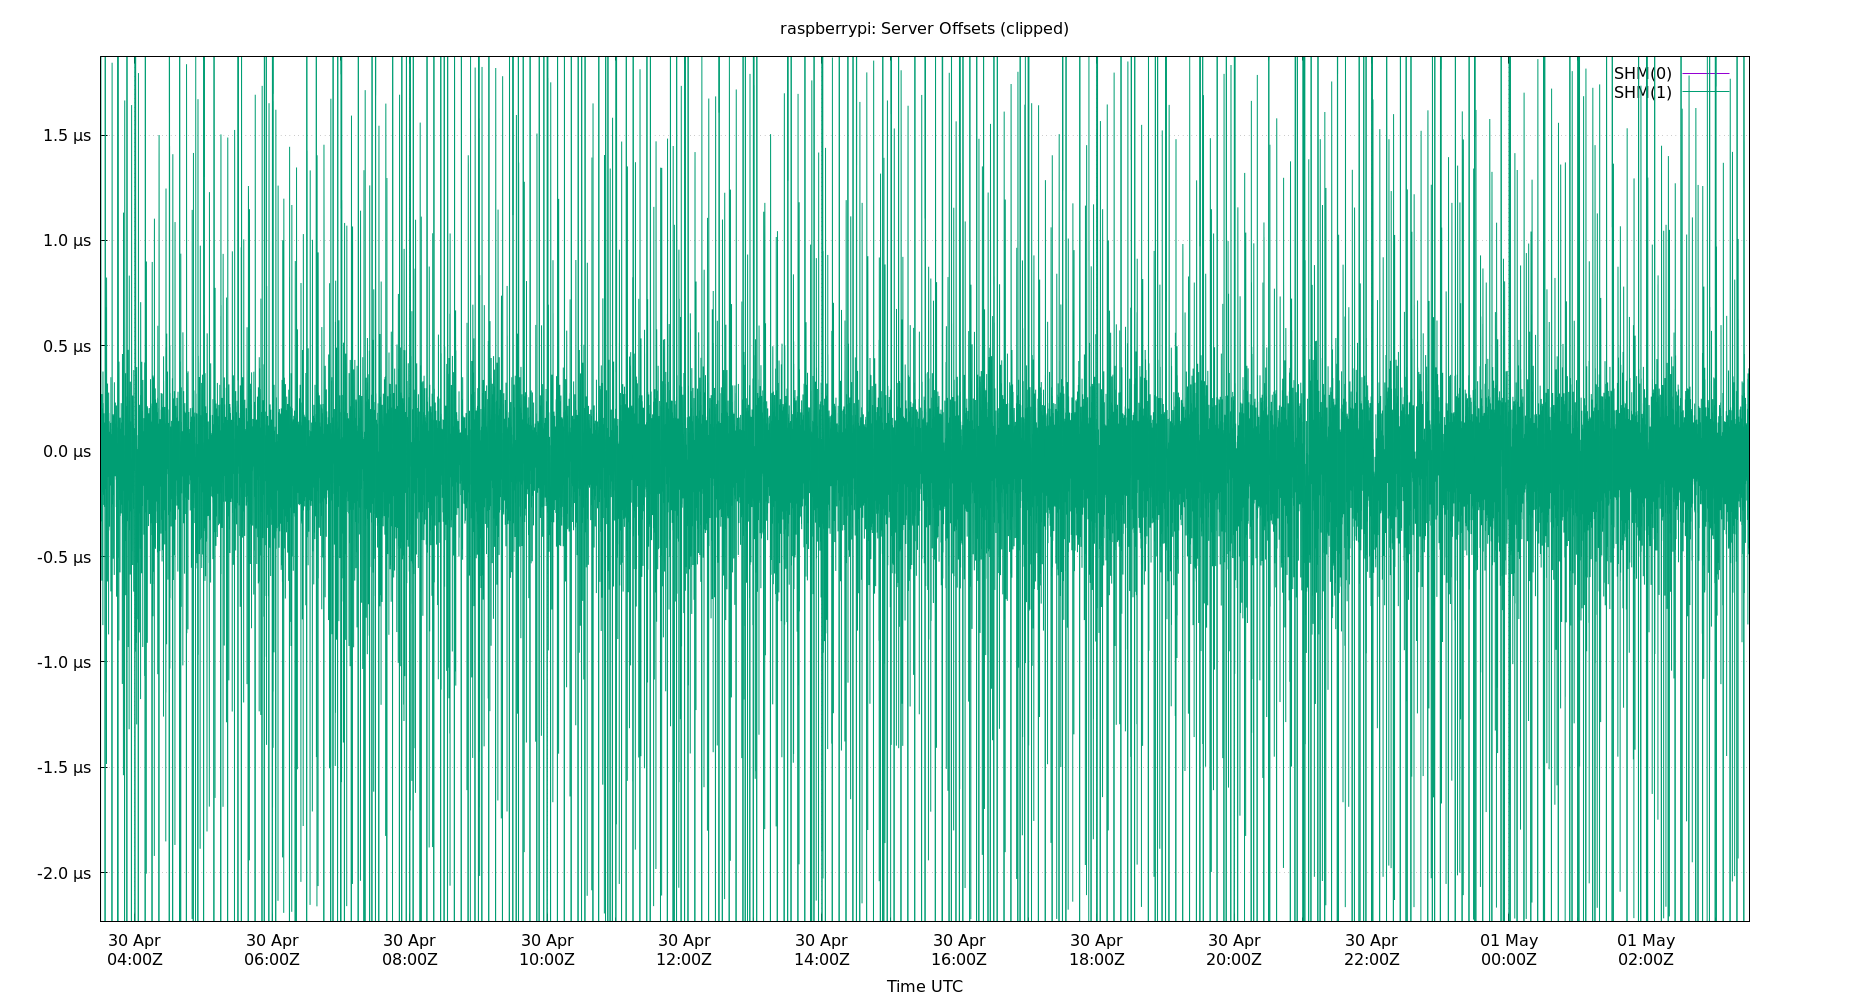 raspberrypi: Server Offsets (clipped)
SHM(0)
SHM(1)
1.5 µs
1.0 µs
0.5 µs
0.0 µs
-0.5 µs
-1.0 µs
-1.5 µs
-2.0 µs
30 Apr 30 Apr 30 Apr 30 Apr 30 Apr 30 Apr 30 Apr 30 Apr 30 Apr 30 Apr 01 May 01 May
04:00Z 06:00Z 08:00Z 10:00Z 12:00Z 14:00Z 16:00Z 18:00Z 20:00Z 22:00Z 00:00Z 02:00Z
Time UTC